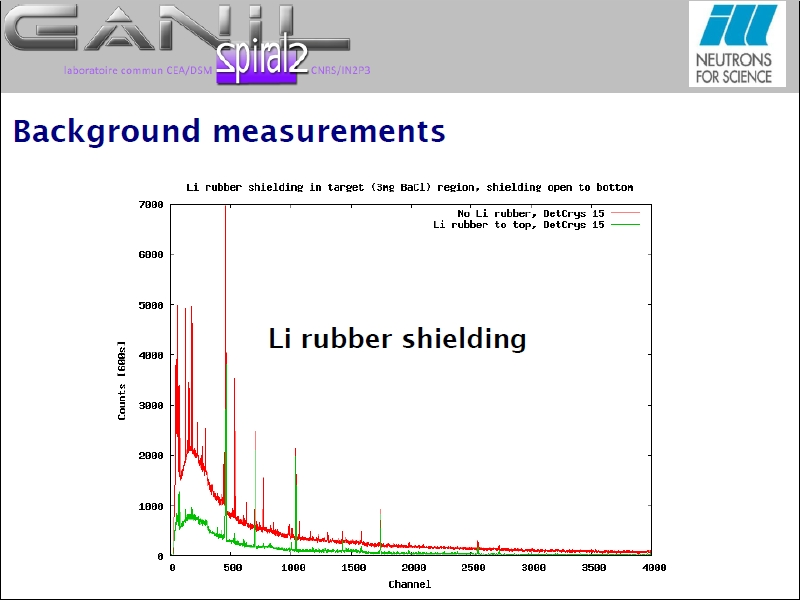 GANIL
spiral2
laboratoire commun CEA/DSM CNRS/IN2P3
ill
NEUTRONS
FOR SCIENCE
Background measurements
Li rubber shielding in target (3mg BaCl) region, shielding open to bottom
No Li rubber, DetCrys 15
Li rubber to top, DetCrys 15
Li rubber shielding
7000
6000
5000
4000
3000
2000
1000
0
Counts [600s]
0 500 1000 1500 2000 2500 3000 3500 4000
Channel